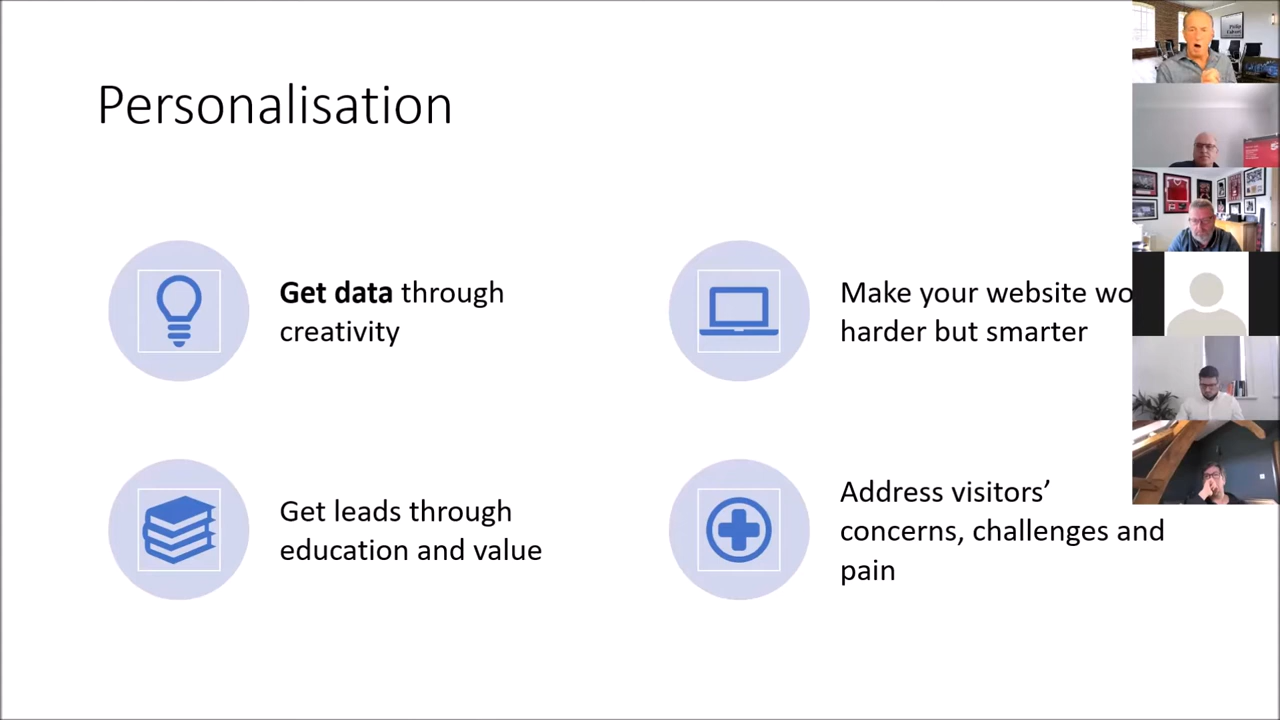 Personalisation
Get data through
creativity
Make your website wo
harder but smarter
Get leads through
education and value
Address visitors’
concerns, challenges and
pain